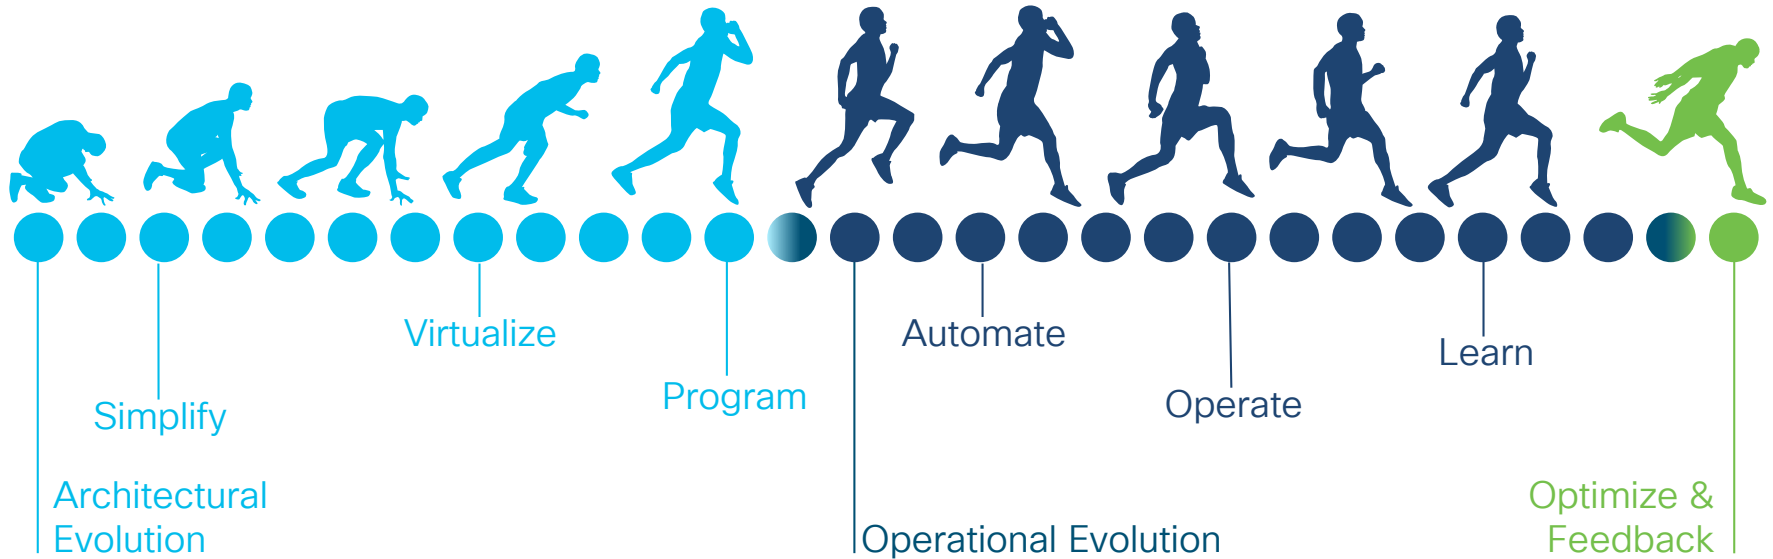 Virtualize
Automate
Learn
Program
Operate
Simplify
Architectural
Evolution
Operational Evolution
Optimize &
Feedback